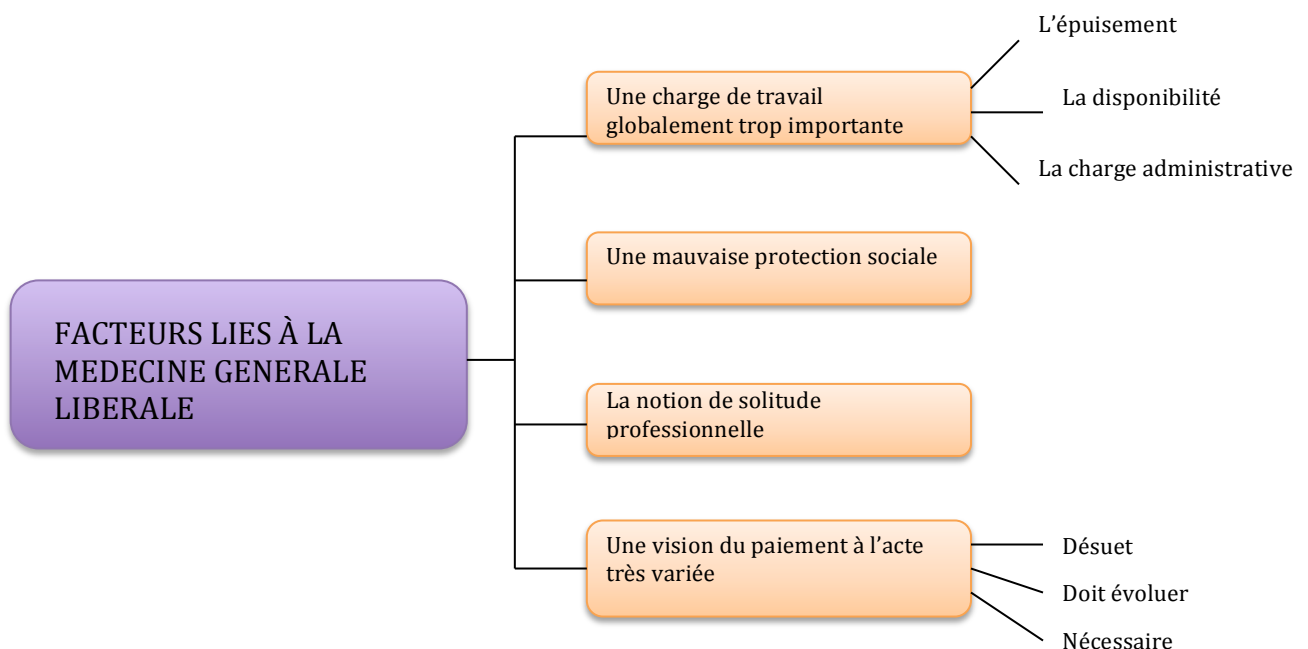 L'épuisement
Une charge de travail
globalement trop importante
La disponibilité
La charge administrative
Une mauvaise protection sociale
FACTEURS LIES À LA
MEDECINE GENERALE
LIBERALE
La notion de solitude
professionnelle
Une vision du paiement à l'acte
très variée
Désuet
Doit évoluer
Nécessaire